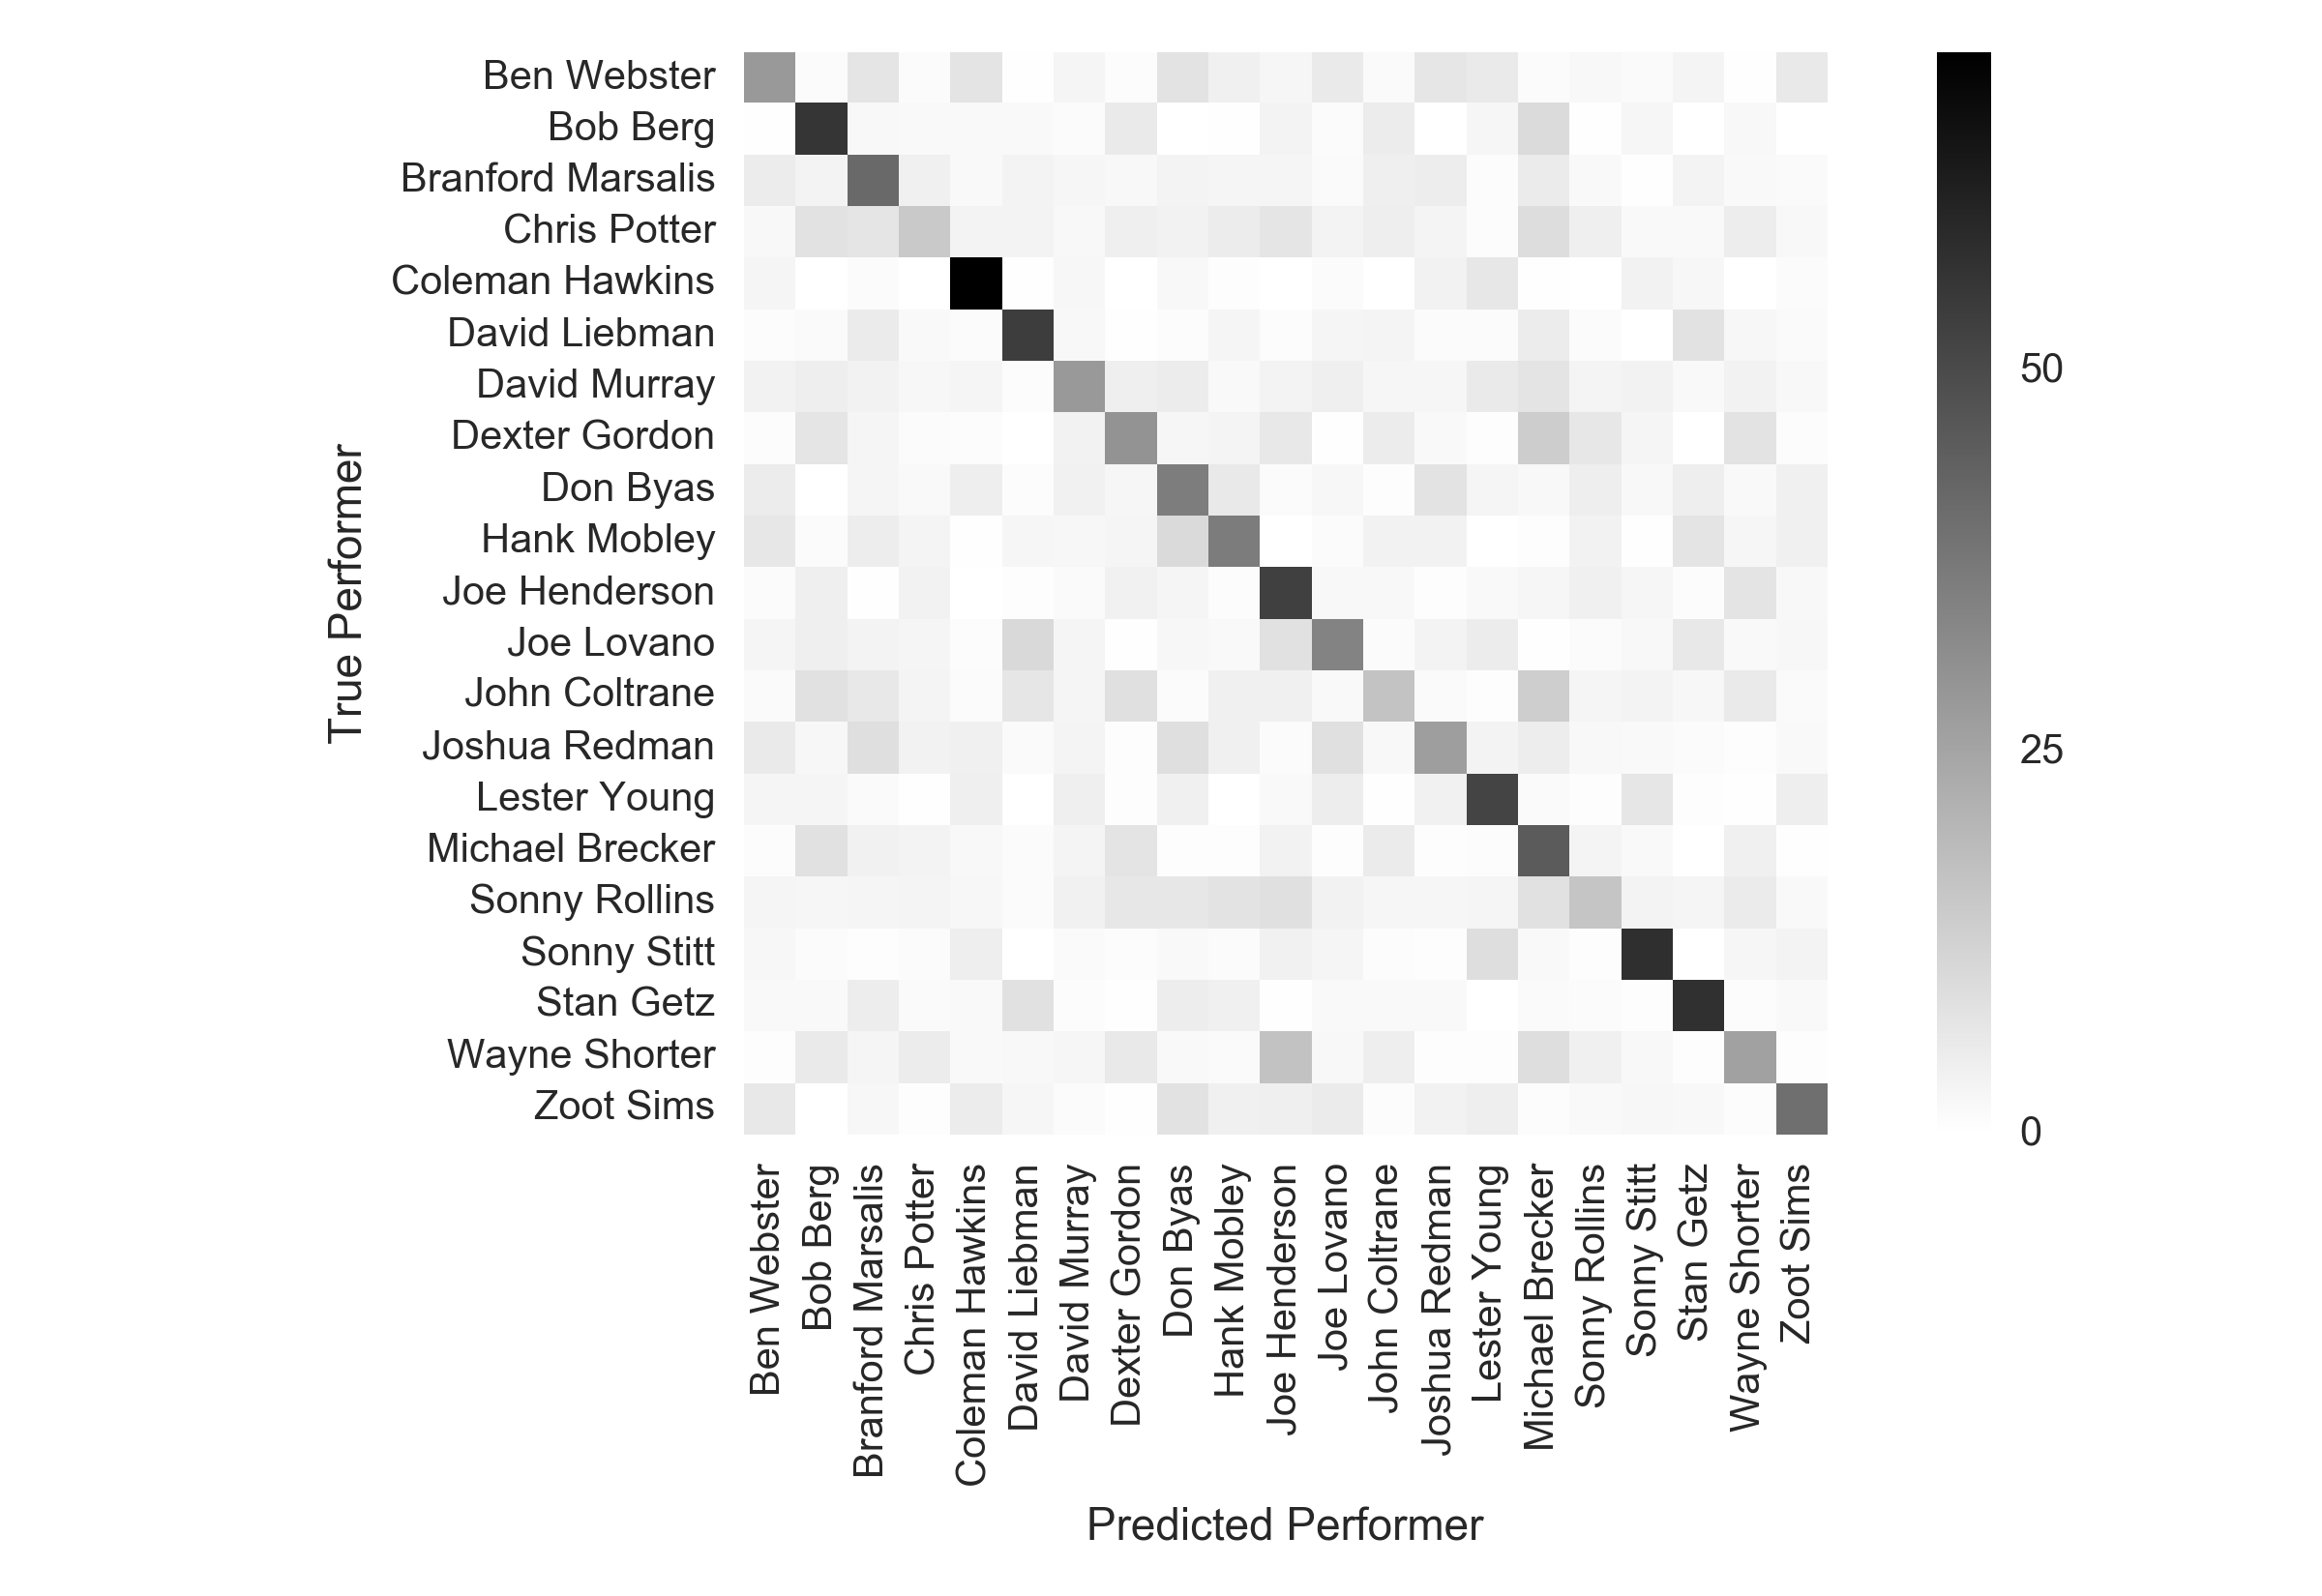 True Performer
Ben Webster
Bob Berg
Branford Marsalis
Chris Potter
Coleman Hawkins
David Liebman
David Murray
Dexter Gordon
Don Byas
Hank Mobley
Joe Henderson
Joe Lovano
John Coltrane
Joshua Redman
Lester Young
Michael Brecker
Sonny Rollins
Sonny Stitt
Stan Getz
Wayne Shorter
Zoot Sims
50
25
0
Ben Webster
Bob Berg
Branford Marsalis
Chris Potter
Coleman Hawkins
David Liebman
David Murray
Dexter Gordon
Don Byas
Hank Mobley
Joe Henderson
Joe Lovano
John Coltrane
Joshua Redman
Lester Young
Michael Brecker
Sonny Rollins
Sonny Stitt
Stan Getz
Wayne Shorter
Zoot Sims
Predicted Performer